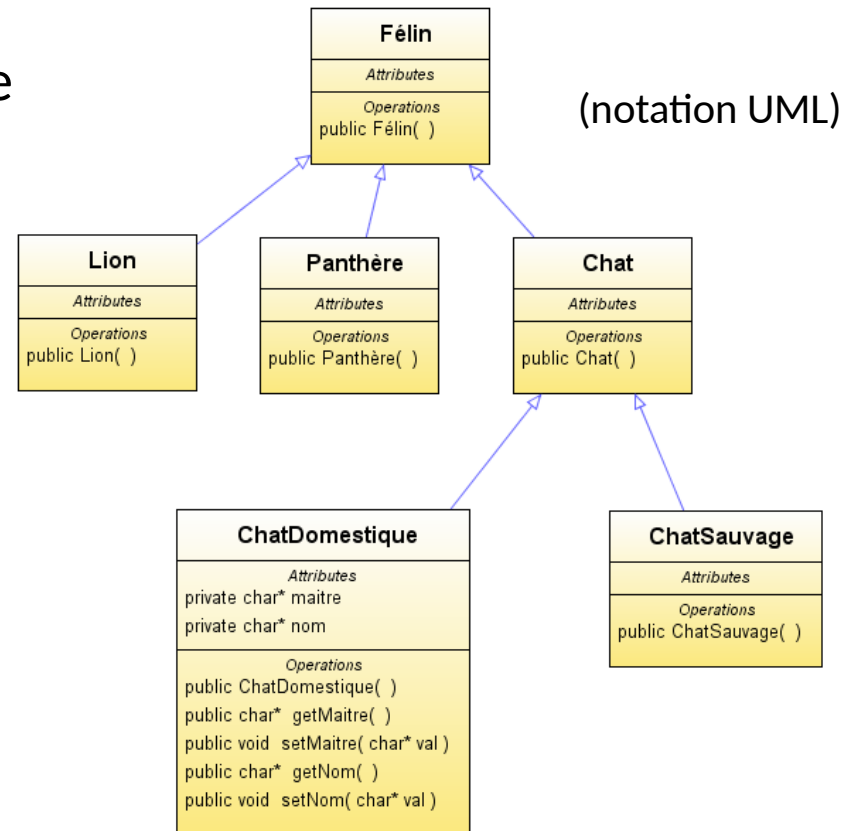 e
(notation UML)
Félin
Attributes
Operations
public Félin( )
Lion
Attributes
Operations
public Lion( )
Panthère
Attributes
Operations
public Panthère( )
Chat
Attributes
Operations
public Chat( )
ChatDomestique
Attributes
private char* maitre
private char* nom
Operations
public ChatDomestique( )
public char* getMaitre( )
public void setMaitre( char* val )
public char* getNom( )
public void setNom( char* val )
ChatSauvage
Attributes
Operations
public ChatSauvage( )